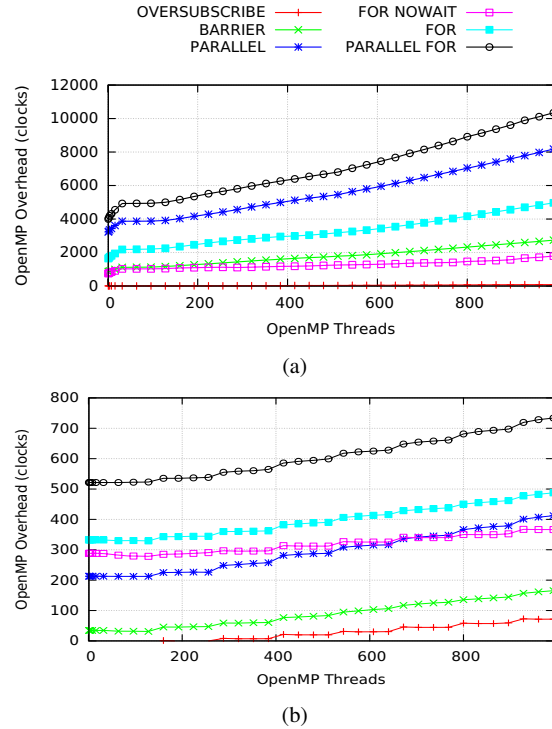 OVERSUBSCRIBE
BARRIER
PARALLEL
FOR NOWAIT
FOR
PARALLEL FOR
OpenMP Overhead (clocks)
12000
10000
8000
6000
4000
2000
0
0 200 400 600 800
OpenMP Threads
(a)
OpenMP Overhead (clocks)
800
700
600
500
400
300
200
100
0
0 200 400 600 800
OpenMP Threads
(b)